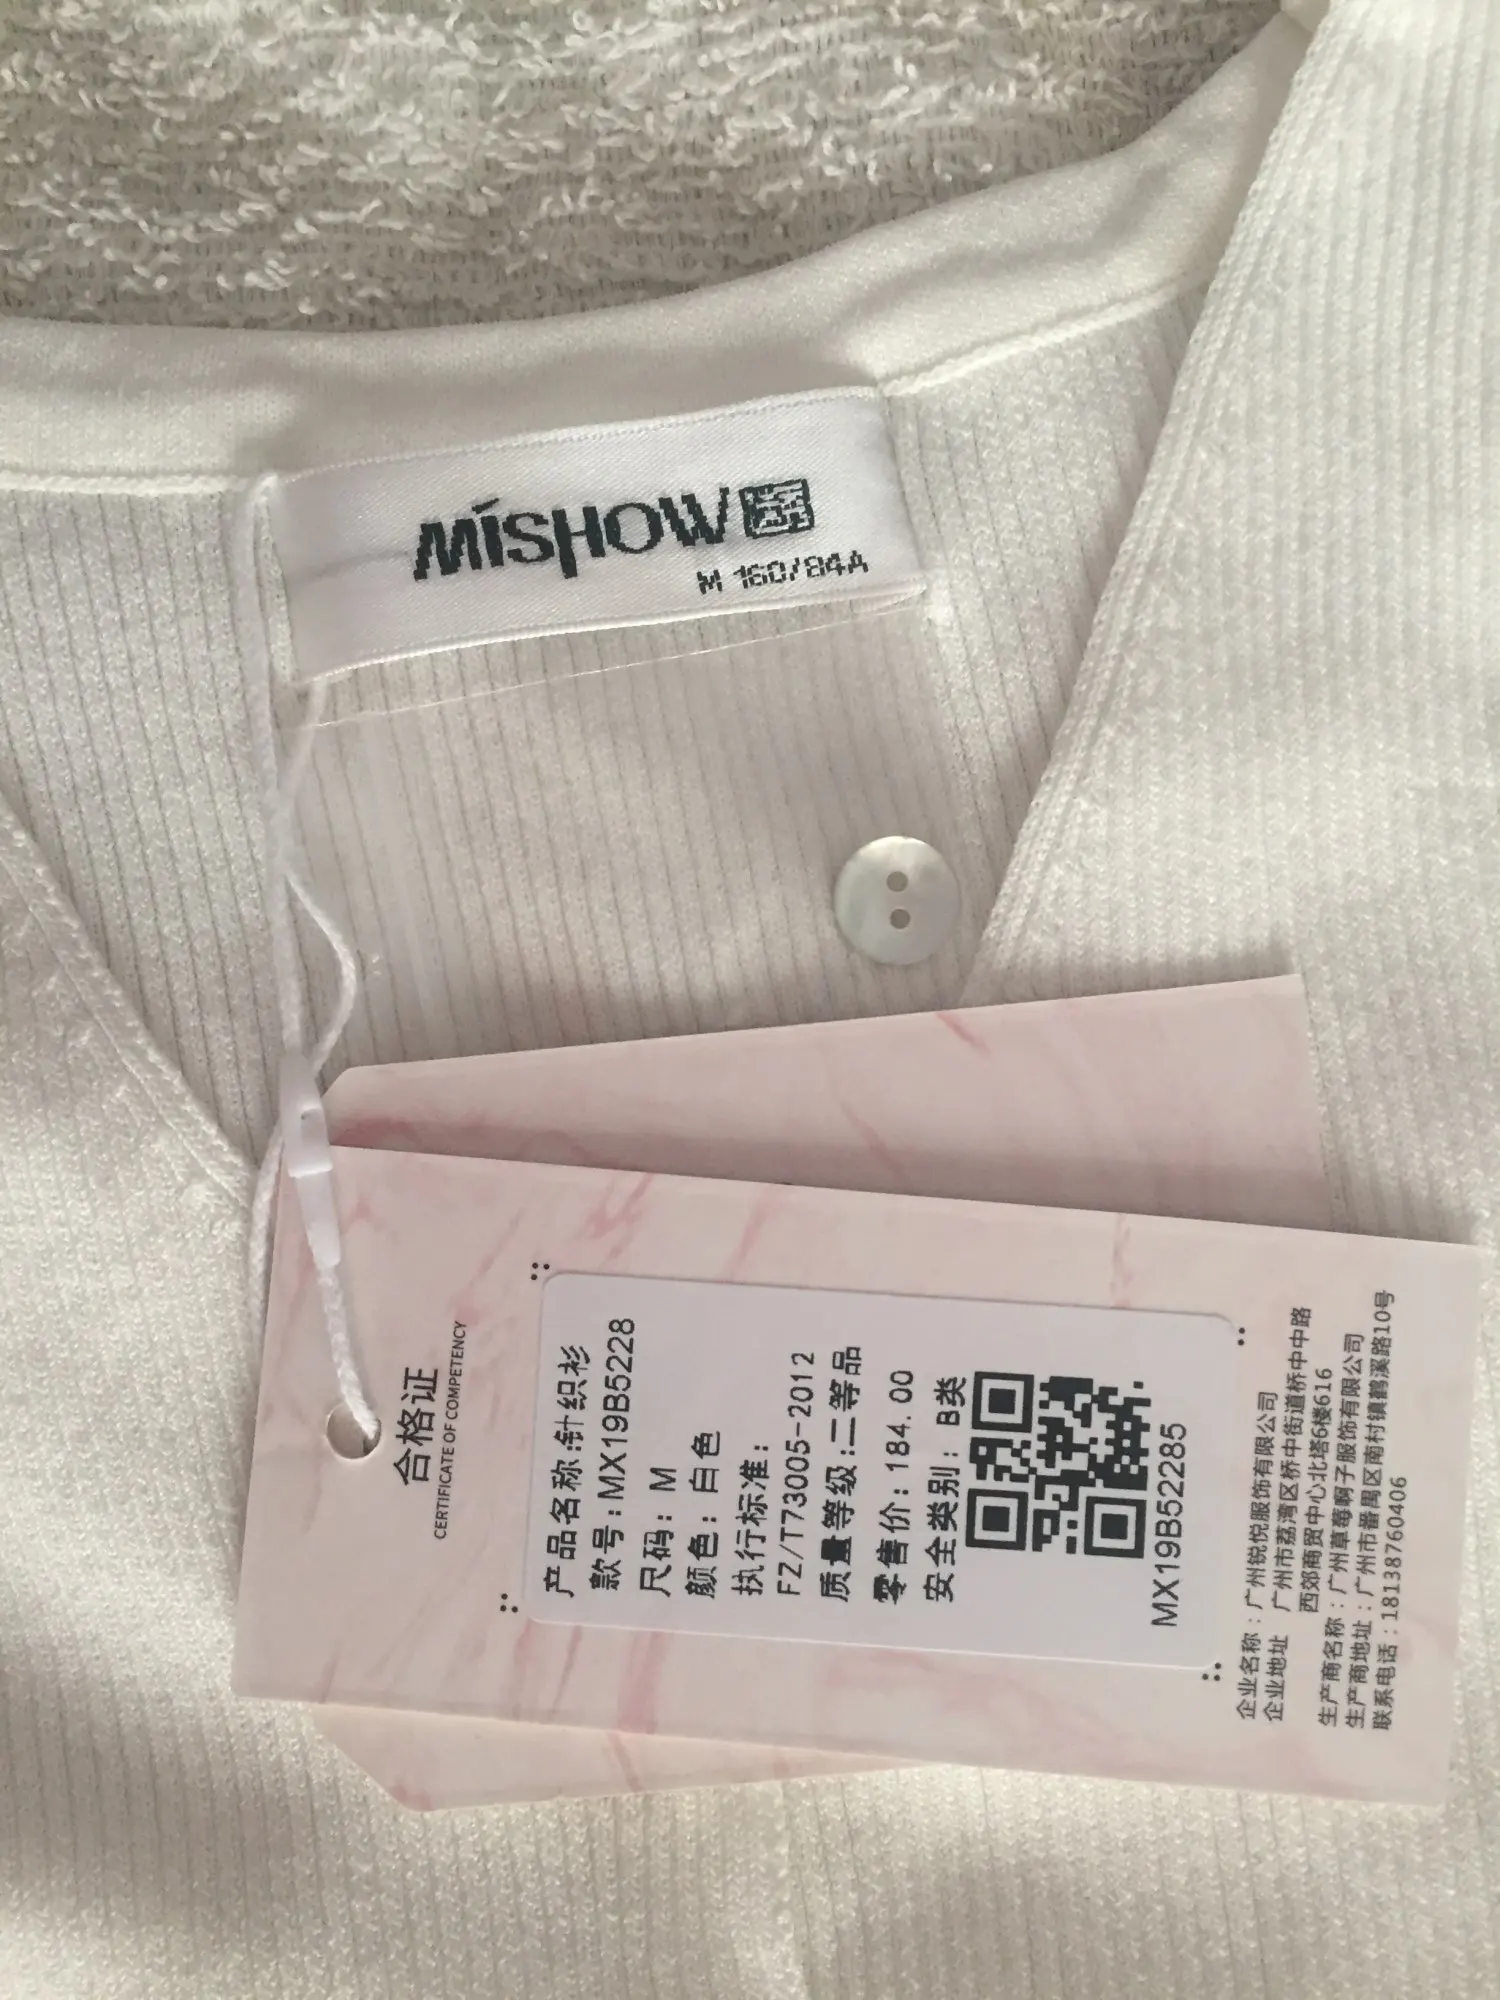 MiSHOW
M 160/84A
合格证
CERTIFICATE OF COMPETENCY
产品名称:针织衫
款号:MX19B5228
尺码: M
颜色: 白色
执行标准:
FZ/T73005-2012
质量等级:二等品
零售价: 184.00
安全类别: B类
MX19B52285
企业名称:广州锐悦服饰有限公司
企业地址 广州市荔湾区桥中街道桥中中路
西郊商贸中心北塔6楼616
生产商名称:广州草莓啊子服饰有限公司
生产商地址:广州市番禺区南村镇鹤溪路10号
联系电话:18138760406